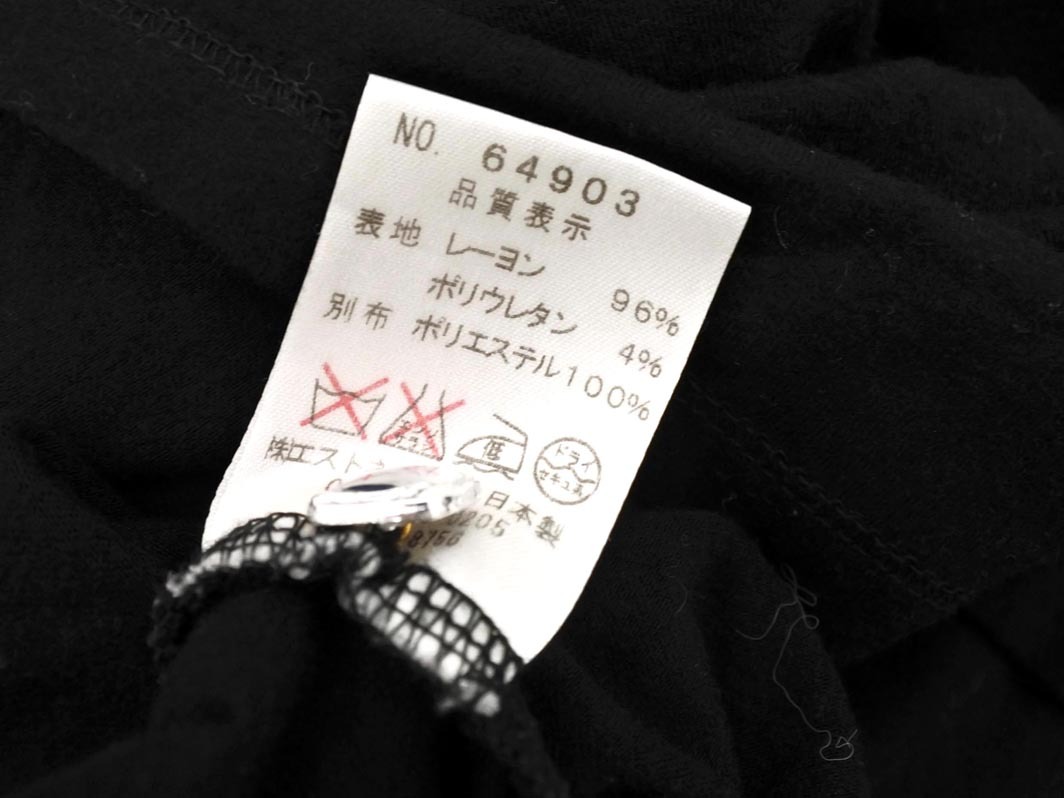 NO. 64903
品質表示
表地 レーヨン 96%
ポリウレタン 4%
別布 ポリエステル100%
低
ドライ
セキユ系
㈱エスト
日本製
0205
8756